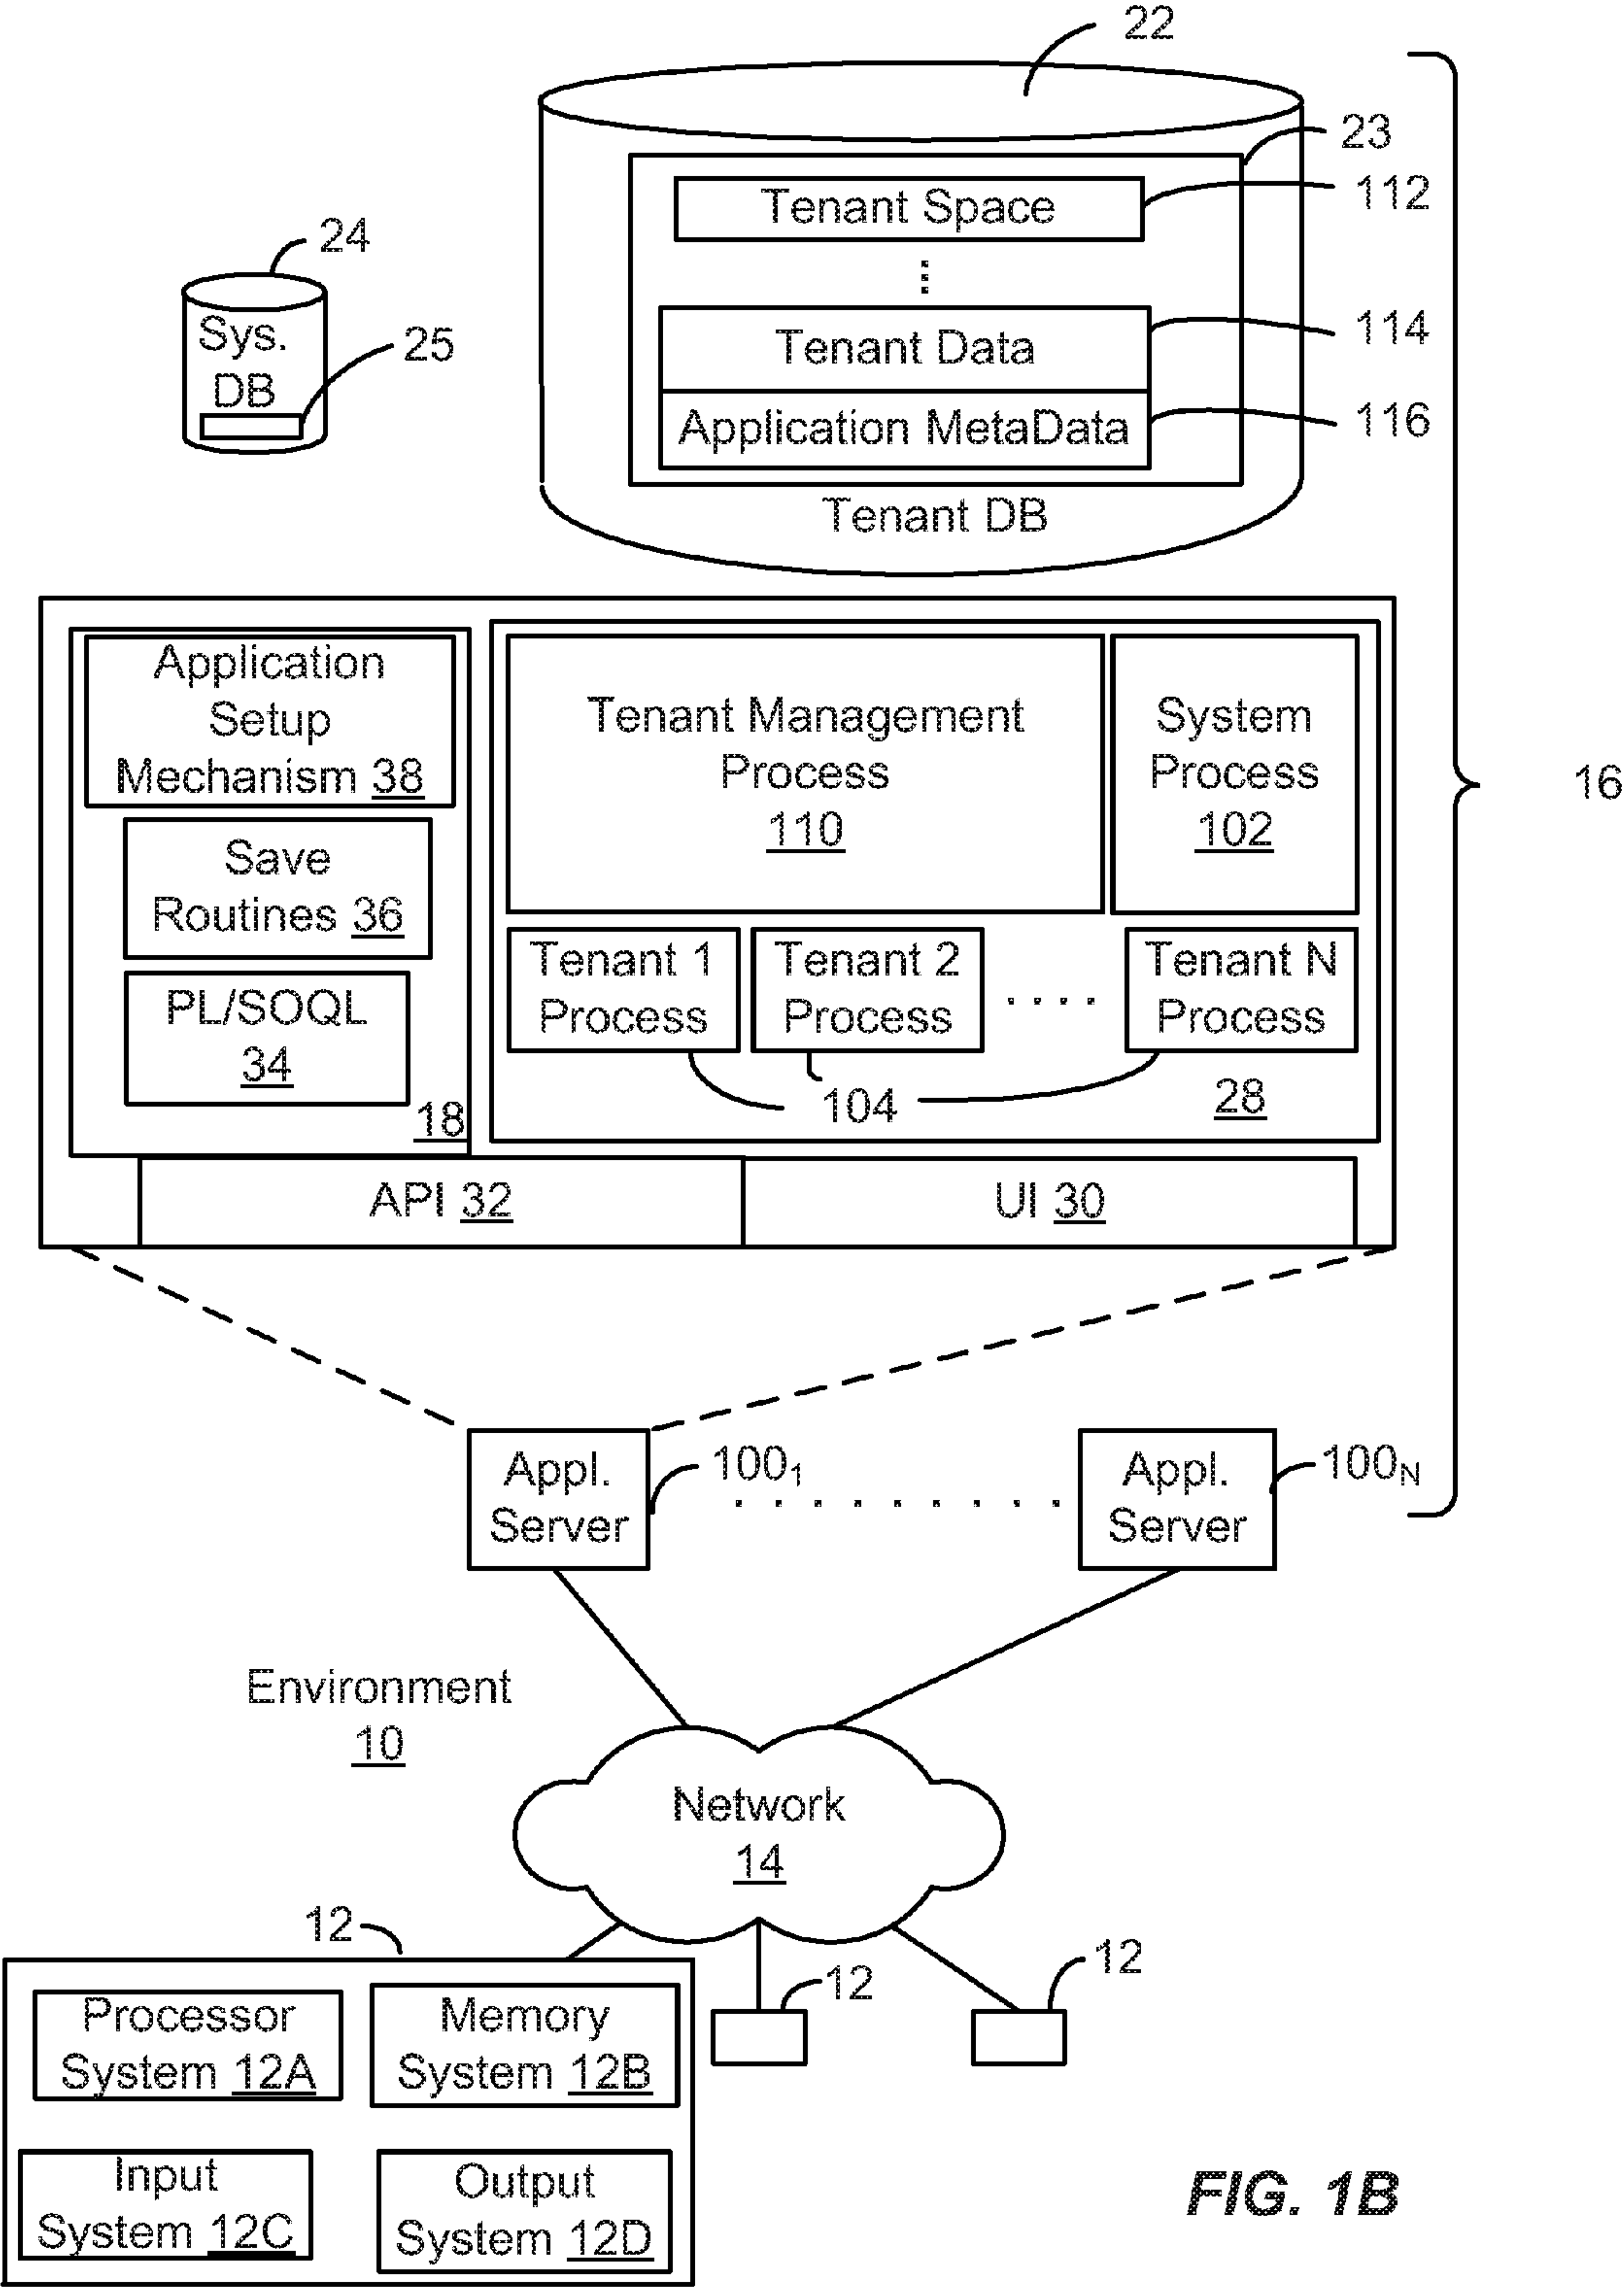 22
23
Tenant Space
112
24
Sys.
DB
25
Tenant Data
114
Application MetaData
116
Tenant DB
Application
Setup
Mechanism 38
Tenant Management
Process
110
System
Process
102
16
Save
Routines 36
PL/SOQL
34
18
Tenant 1
Process
Tenant 2
Process
....
Tenant N
Process
104
28
API 32
UI 30
Appl.
Server
100₁
Appl.
Server
100N
Environment
10
Network
14
12
12
12
Processor
System 12A
Memory
System 12B
Input
System 12C
Output
System 12D
FIG. 1B